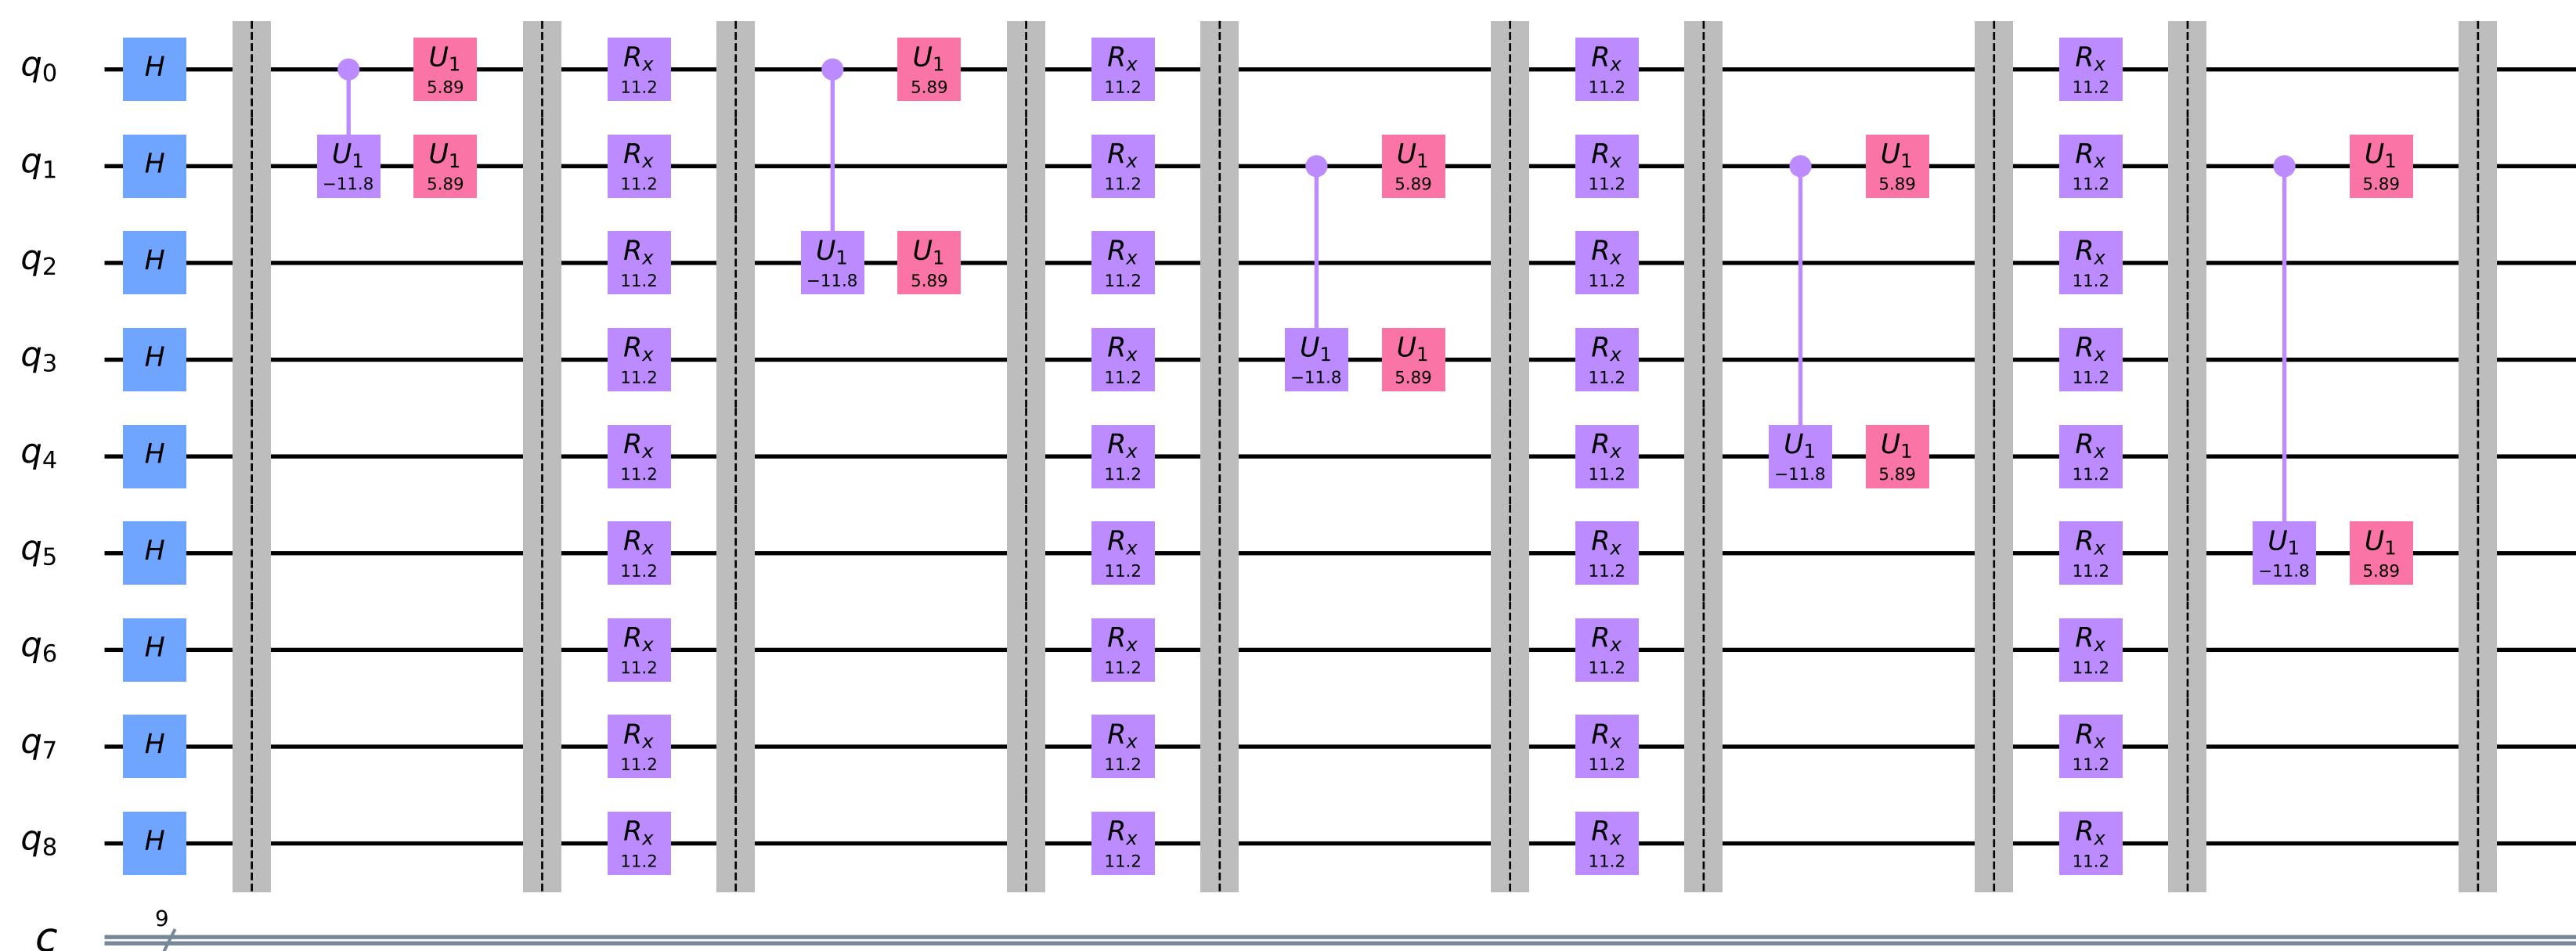 q0 H U1 5.89 Rx 11.2 U1 5.89 Rx 11.2 Rx 11.2 Rx 11.2
q1 H U1 −11.8 U1 5.89 Rx 11.2 Rx 11.2 U1 5.89 Rx 11.2 U1 5.89 Rx 11.2 U1 5.89
q2 H Rx 11.2 U1 −11.8 U1 5.89 Rx 11.2 Rx 11.2 Rx 11.2
q3 H Rx 11.2 Rx 11.2 U1 −11.8 U1 5.89 Rx 11.2 Rx 11.2
q4 H Rx 11.2 Rx 11.2 Rx 11.2 U1 −11.8 U1 5.89 Rx 11.2
q5 H Rx 11.2 Rx 11.2 Rx 11.2 Rx 11.2 U1 −11.8 U1 5.89
q6 H Rx 11.2 Rx 11.2 Rx 11.2 Rx 11.2
q7 H Rx 11.2 Rx 11.2 Rx 11.2 Rx 11.2
q8 H Rx 11.2 Rx 11.2 Rx 11.2 Rx 11.2
9
c